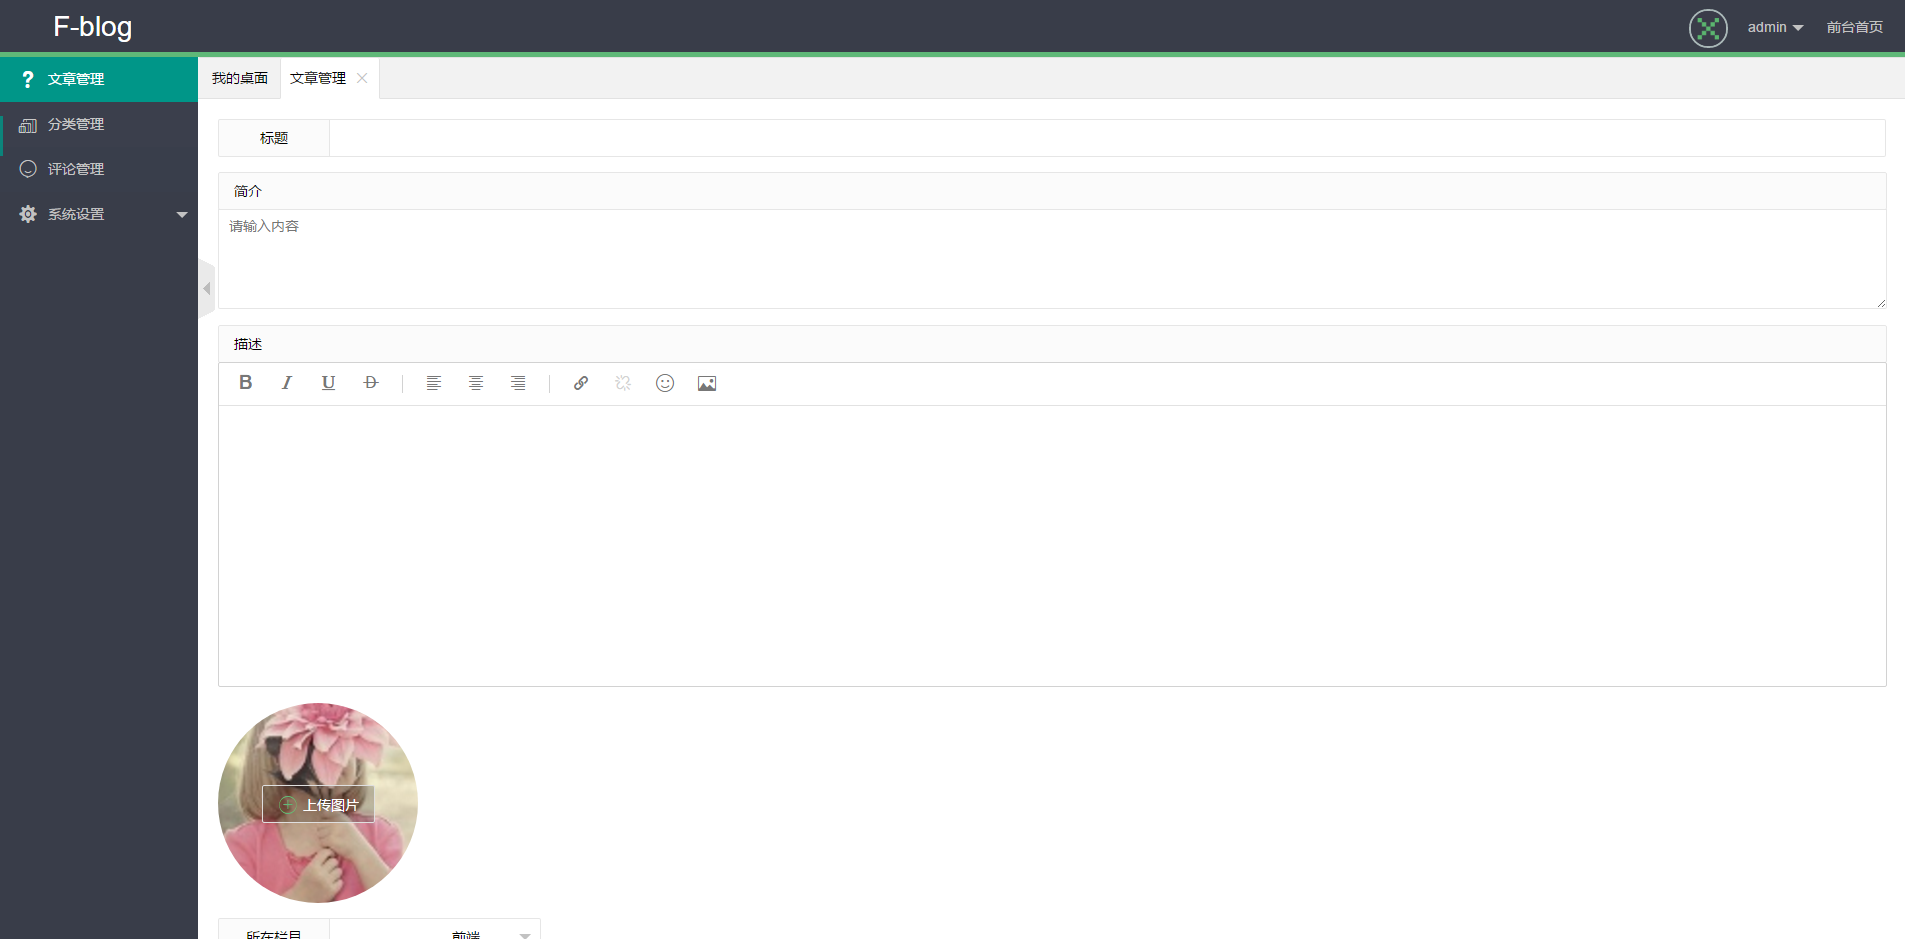 F-blog
admin
前台首页
文章管理
分类管理
评论管理
系统设置
我的桌面
文章管理
标题
简介
请输入内容
描述
上传图片
所在栏目
前端